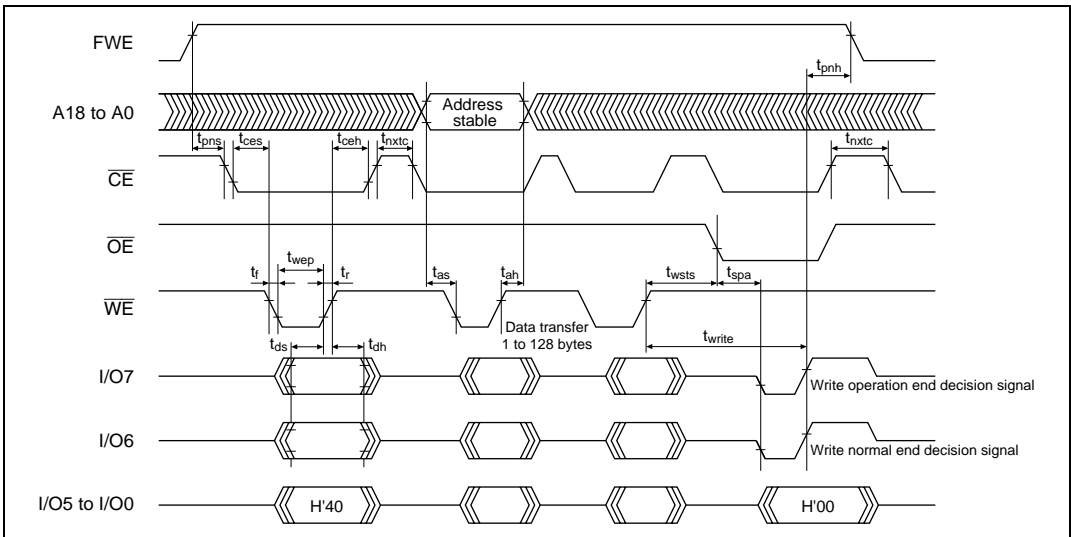 FWE
tpnh
A18 to A0
Address
stable
tpns
tces
tceh
tnxtc
tnxtc
CE
OE
tf
twep
tr
tas
tah
twsts
tspa
WE
Data transfer
1 to 128 bytes
tds
tdh
twrite
I/O7
Write operation end decision signal
I/O6
Write normal end decision signal
I/O5 to I/O0
H'40
H'00